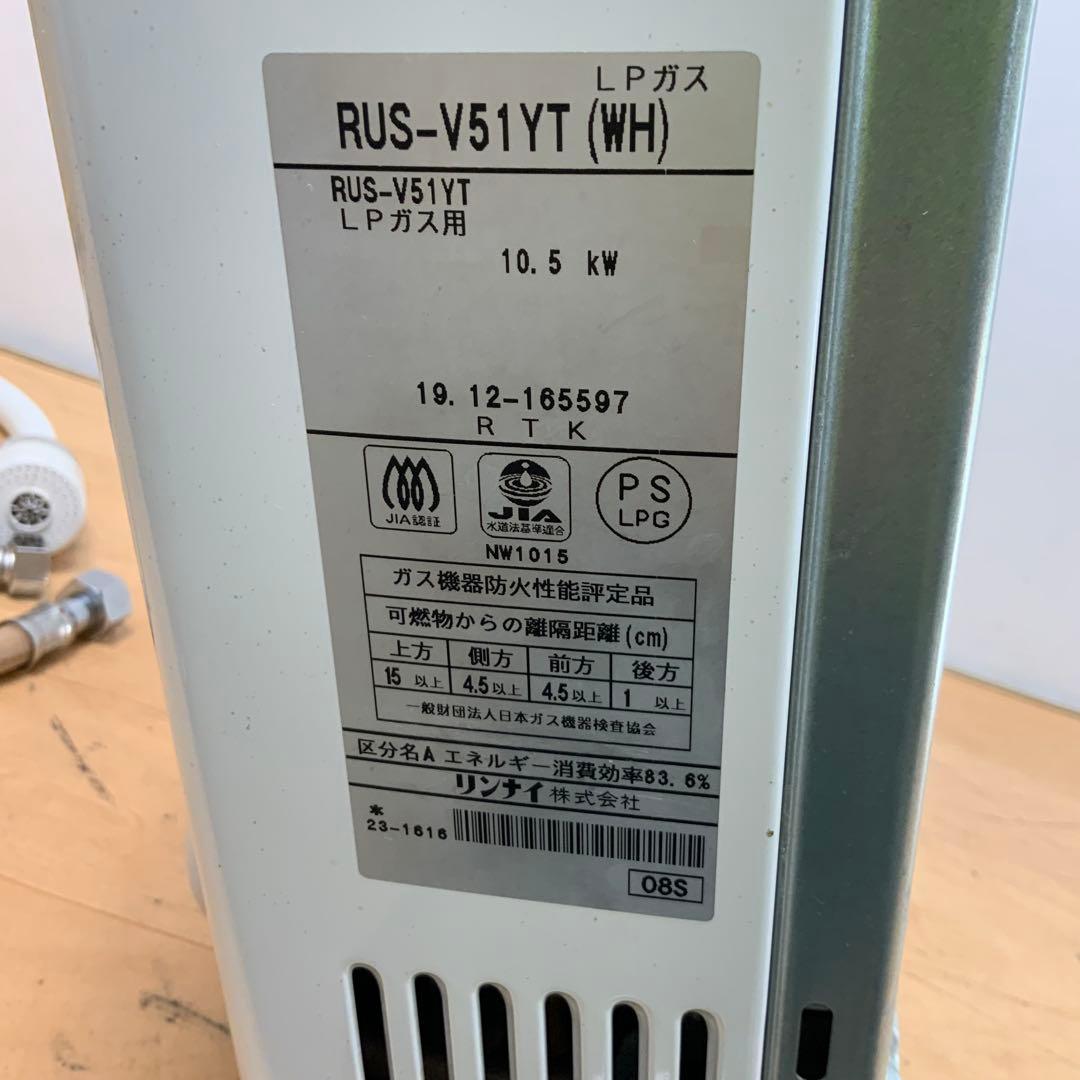 LPガス
RUS-V51YT(WH)
RUS-V51YT
LPガス用
10.5 kW
19.12-165597
RTK
JIA認証
JIA
水道法基準適合
PS
LPG
NW1015
ガス機器防火性能評定品
可燃物からの離隔距離(cm)
上方 側方 前方 後方
15 以上 4.5以上 4.5以上 1 以上
一般財団法人日本ガス機器検査協会
区分名A エネルギー消費効率83.6%
リンナイ株式会社
*
23-1616
08S